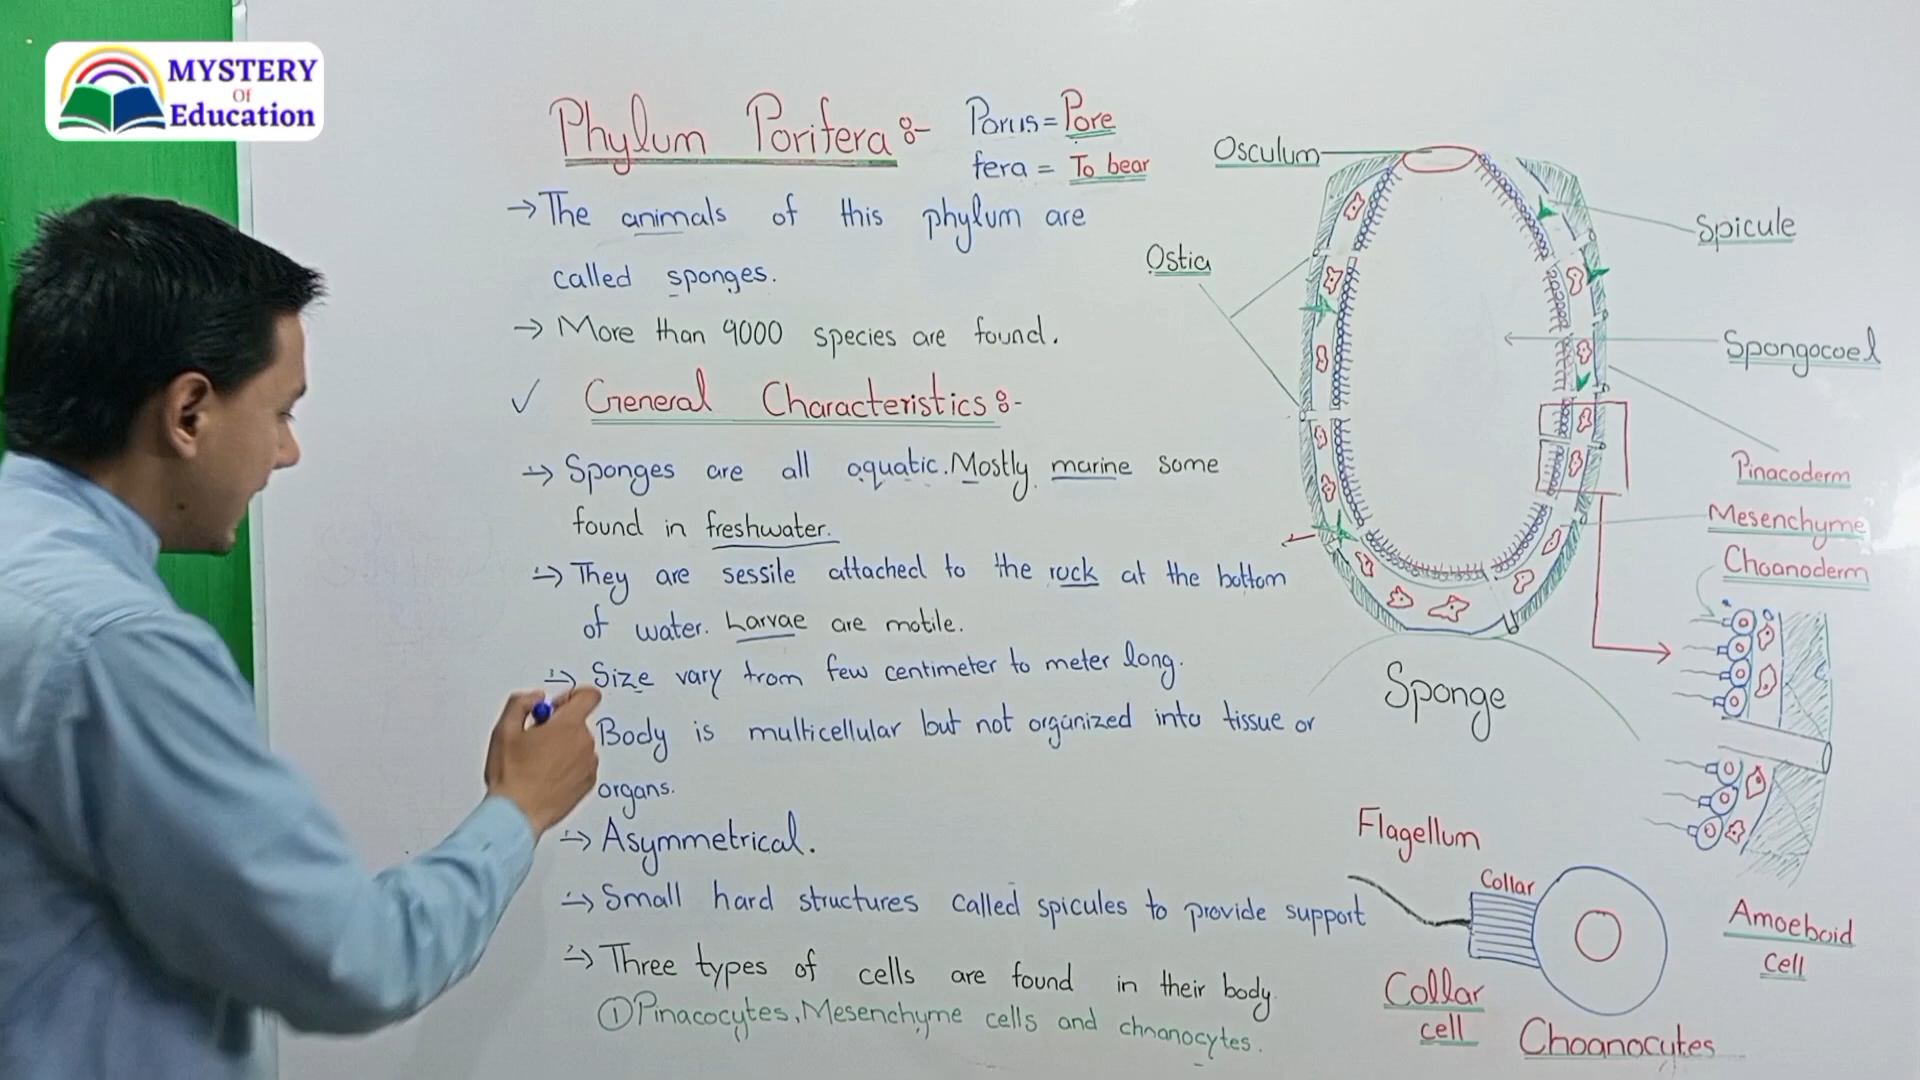 MYSTERY
Of
Education
Phylum Porifera:-
Porus = Pore
fera = To bear
→ The animals of this phylum are
called sponges.
→ More than 9000 species are found.
✓ General Characteristics:-
→ Sponges are all aquatic. Mostly marine some
found in freshwater.
→ They are sessile attached to the rock at the bottom
of water. Larvae are motile.
→ Size vary from few centimeter to meter long.
Body is multicellular but not organized into tissue or
organs.
→ Asymmetrical.
→ Small hard structures called spicules to provide support
→ Three types of cells are found in their body.
① Pinacocytes, Mesenchyme cells and chnanocytes.
Osculum
Ostia
Spicule
Spongocoel
Pinacoderm
Mesenchyme
Choanoderm
Sponge
Flagellum
Collar
Collar
cell
Choanocytes
Amoeboid
cell